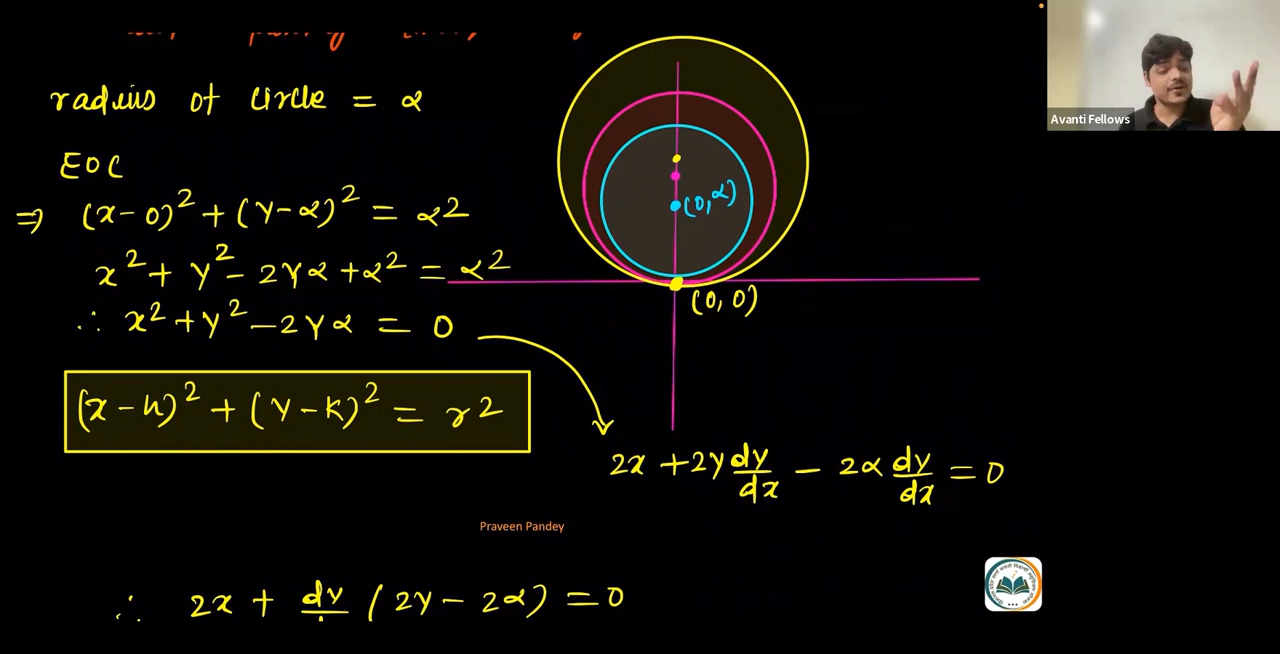 radius of circle = α
EOC
⇒ (x-0)² + (y-α)² = α²
x² + y² - 2yα + α² = α²
∴ x² + y² - 2yα = 0
(x-h)² + (y-k)² = r²
(0,α)
(0,0)
2x + 2y dy/dx - 2α dy/dx = 0
Praveen Pandey
∴ 2x + dy (2y - 2α) = 0
Avanti Fellows